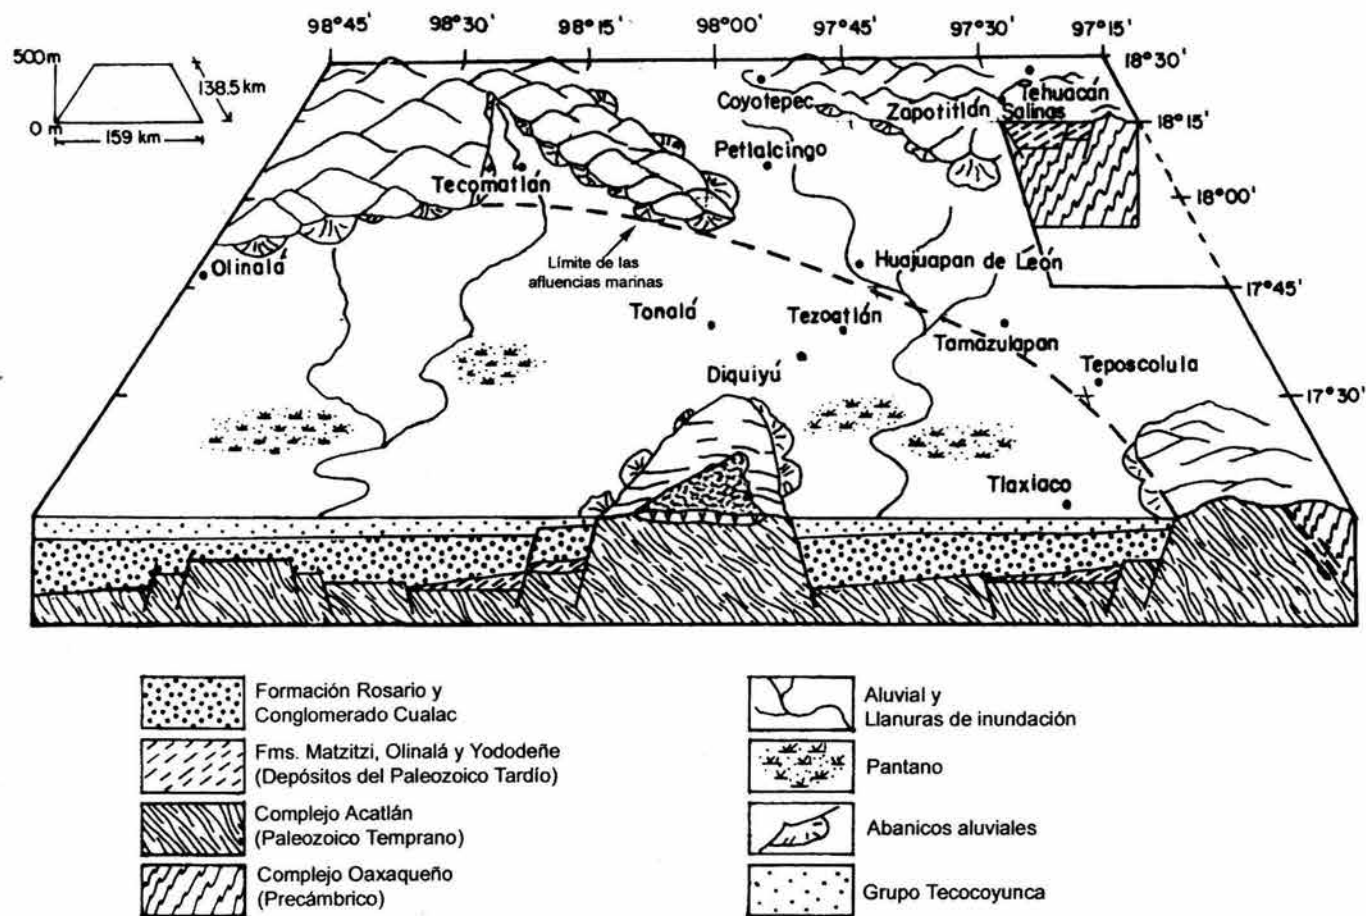 98°45' 98°30' 98°15' 98°00' 97°45' 97°30' 97°15'
18°30'
500m
138.5 km
0 m
159 km
Coyotepec
Tehuacán
Zapotitlán Salinas
18°15'
Petlalcingo
Tecomatlán
18°00'
Olinalá
Límite de las
afluencias marinas
Huajuapan de León
17°45'
Tonalá
Tezoatlán
Tamazulapan
Diquiyú
Teposcolula
17°30'
Tlaxiaco
Formación Rosario y
Conglomerado Cualac
Fms. Matzitzi, Olinalá y Yododeñe
(Depósitos del Paleozoico Tardío)
Complejo Acatlán
(Paleozoico Temprano)
Complejo Oaxaqueño
(Precámbrico)
Aluvial y
Llanuras de inundación
Pantano
Abanicos aluviales
Grupo Tecocoyunca